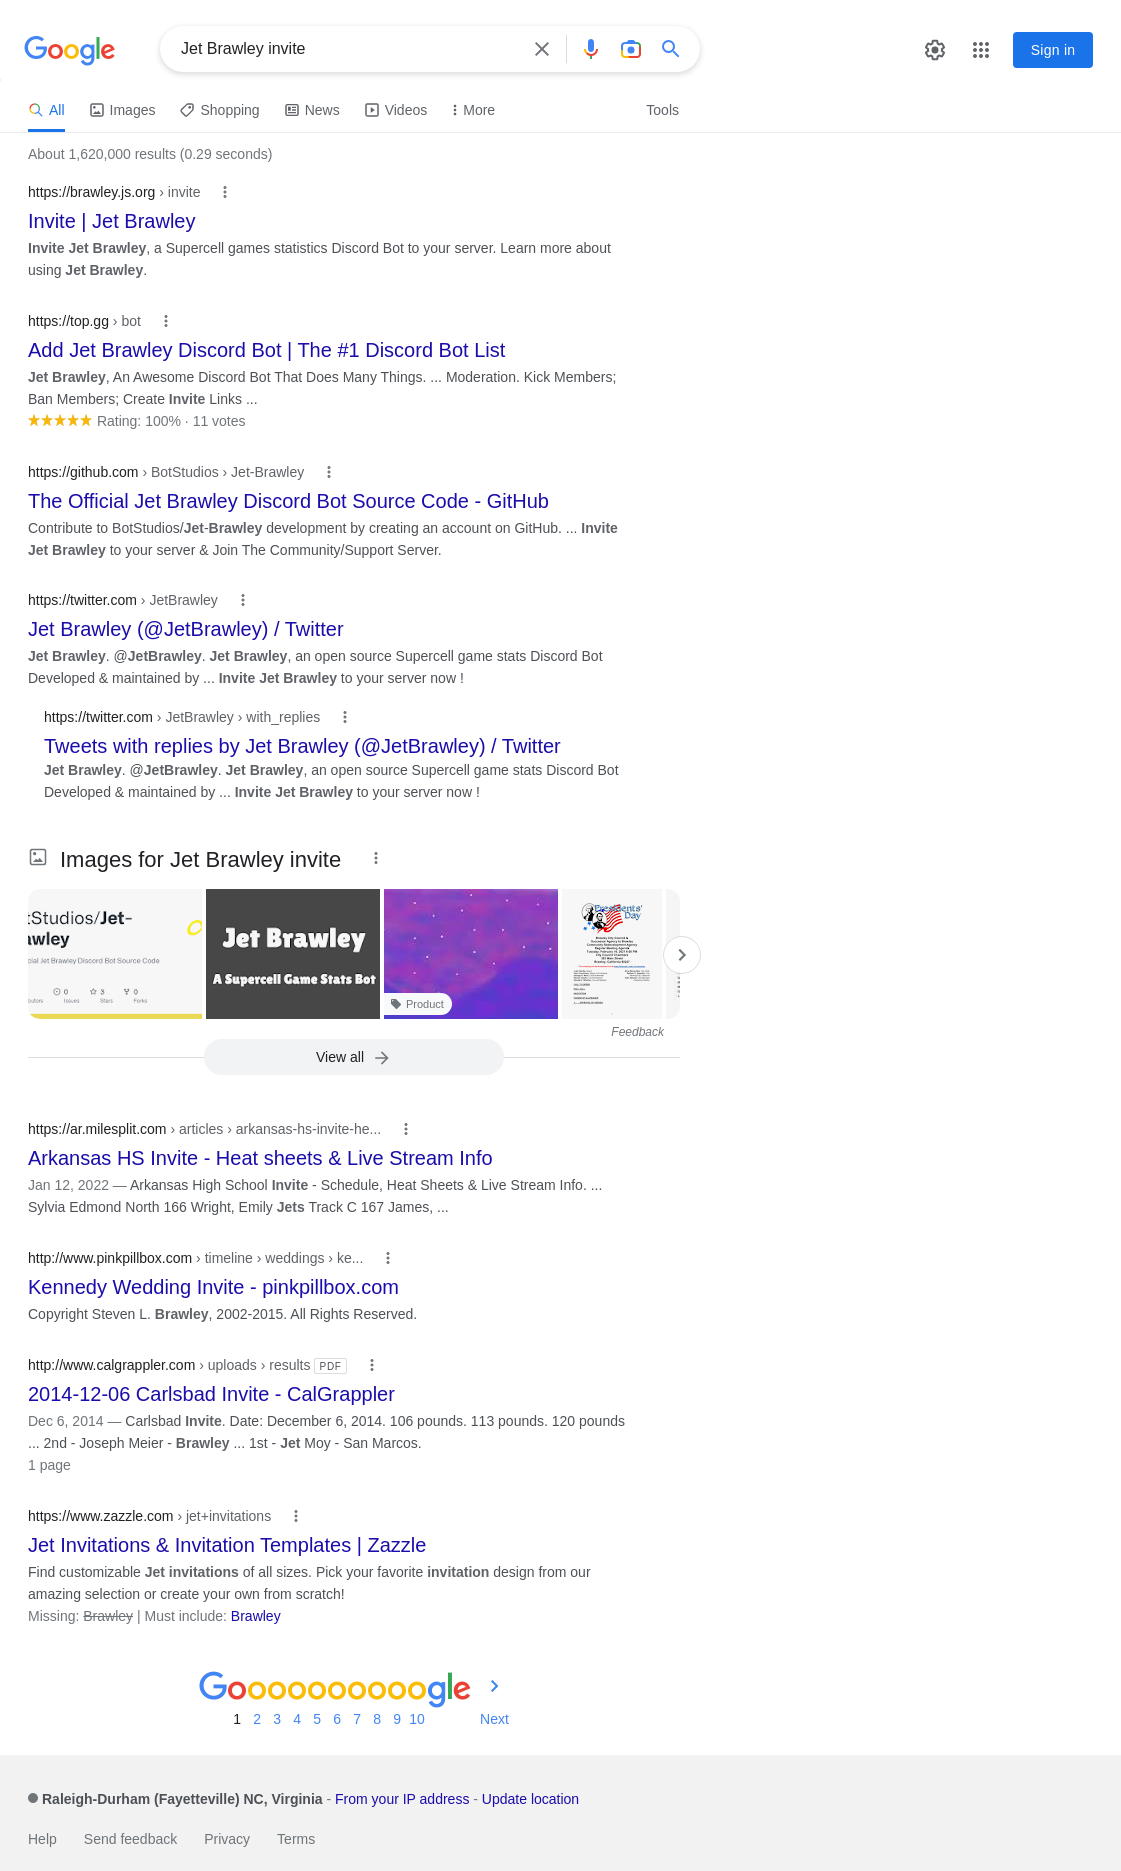 Google
Jet Brawley invite
Sign in
All
Images
Shopping
News
Videos
More
Tools
About 1,620,000 results (0.29 seconds)
https://brawley.js.org › invite
Invite | Jet Brawley
Invite Jet Brawley, a Supercell games statistics Discord Bot to your server. Learn more about
using Jet Brawley.
https://top.gg › bot
Add Jet Brawley Discord Bot | The #1 Discord Bot List
Jet Brawley, An Awesome Discord Bot That Does Many Things. ... Moderation. Kick Members;
Ban Members; Create Invite Links ...
Rating: 100% · 11 votes
https://github.com › BotStudios › Jet-Brawley
The Official Jet Brawley Discord Bot Source Code - GitHub
Contribute to BotStudios/Jet-Brawley development by creating an account on GitHub. ... Invite
Jet Brawley to your server & Join The Community/Support Server.
https://twitter.com › JetBrawley
Jet Brawley (@JetBrawley) / Twitter
Jet Brawley. @JetBrawley. Jet Brawley, an open source Supercell game stats Discord Bot
Developed & maintained by ... Invite Jet Brawley to your server now !
https://twitter.com › JetBrawley › with_replies
Tweets with replies by Jet Brawley (@JetBrawley) / Twitter
Jet Brawley. @JetBrawley. Jet Brawley, an open source Supercell game stats Discord Bot
Developed & maintained by ... Invite Jet Brawley to your server now !
Images for Jet Brawley invite
tStudios/Jet-
awley
cial Jet Brawley Discord Bot Source Code
0
3
0
butors
Issues
Stars
Forks
Jet Brawley
A Supercell Game Stats Bot
Product
Presidents'
Day
Feedback
View all
https://ar.milesplit.com › articles › arkansas-hs-invite-he...
Arkansas HS Invite - Heat sheets & Live Stream Info
Jan 12, 2022 — Arkansas High School Invite - Schedule, Heat Sheets & Live Stream Info. ...
Sylvia Edmond North 166 Wright, Emily Jets Track C 167 James, ...
http://www.pinkpillbox.com › timeline › weddings › ke...
Kennedy Wedding Invite - pinkpillbox.com
Copyright Steven L. Brawley, 2002-2015. All Rights Reserved.
http://www.calgrappler.com › uploads › results PDF
2014-12-06 Carlsbad Invite - CalGrappler
Dec 6, 2014 — Carlsbad Invite. Date: December 6, 2014. 106 pounds. 113 pounds. 120 pounds
... 2nd - Joseph Meier - Brawley ... 1st - Jet Moy - San Marcos.
1 page
https://www.zazzle.com › jet+invitations
Jet Invitations & Invitation Templates | Zazzle
Find customizable Jet invitations of all sizes. Pick your favorite invitation design from our
amazing selection or create your own from scratch!
Missing: Brawley | Must include: Brawley
Goooooooooogle
1 2 3 4 5 6 7 8 9 10 Next
Raleigh-Durham (Fayetteville) NC, Virginia - From your IP address - Update location
Help
Send feedback
Privacy
Terms